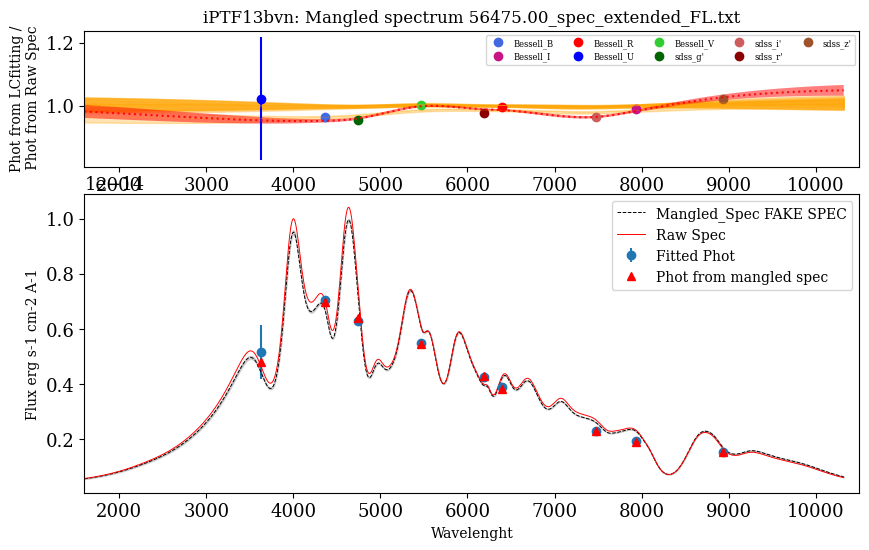 iPTF13bvn: Mangled spectrum 56475.00_spec_extended_FL.txt
Phot from LCfitting /
Phot from Raw Spec
1.2
1.0
Bessell_B Bessell_R Bessell_V sdss_i' sdss_z'
Bessell_I Bessell_U sdss_g' sdss_r'
2000 3000 4000 5000 6000 7000 8000 9000 10000
1e−14
Flux erg s-1 cm-2 A-1
1.0
0.8
0.6
0.4
0.2
Mangled_Spec FAKE SPEC
Raw Spec
Fitted Phot
Phot from mangled spec
2000 3000 4000 5000 6000 7000 8000 9000 10000
Wavelenght